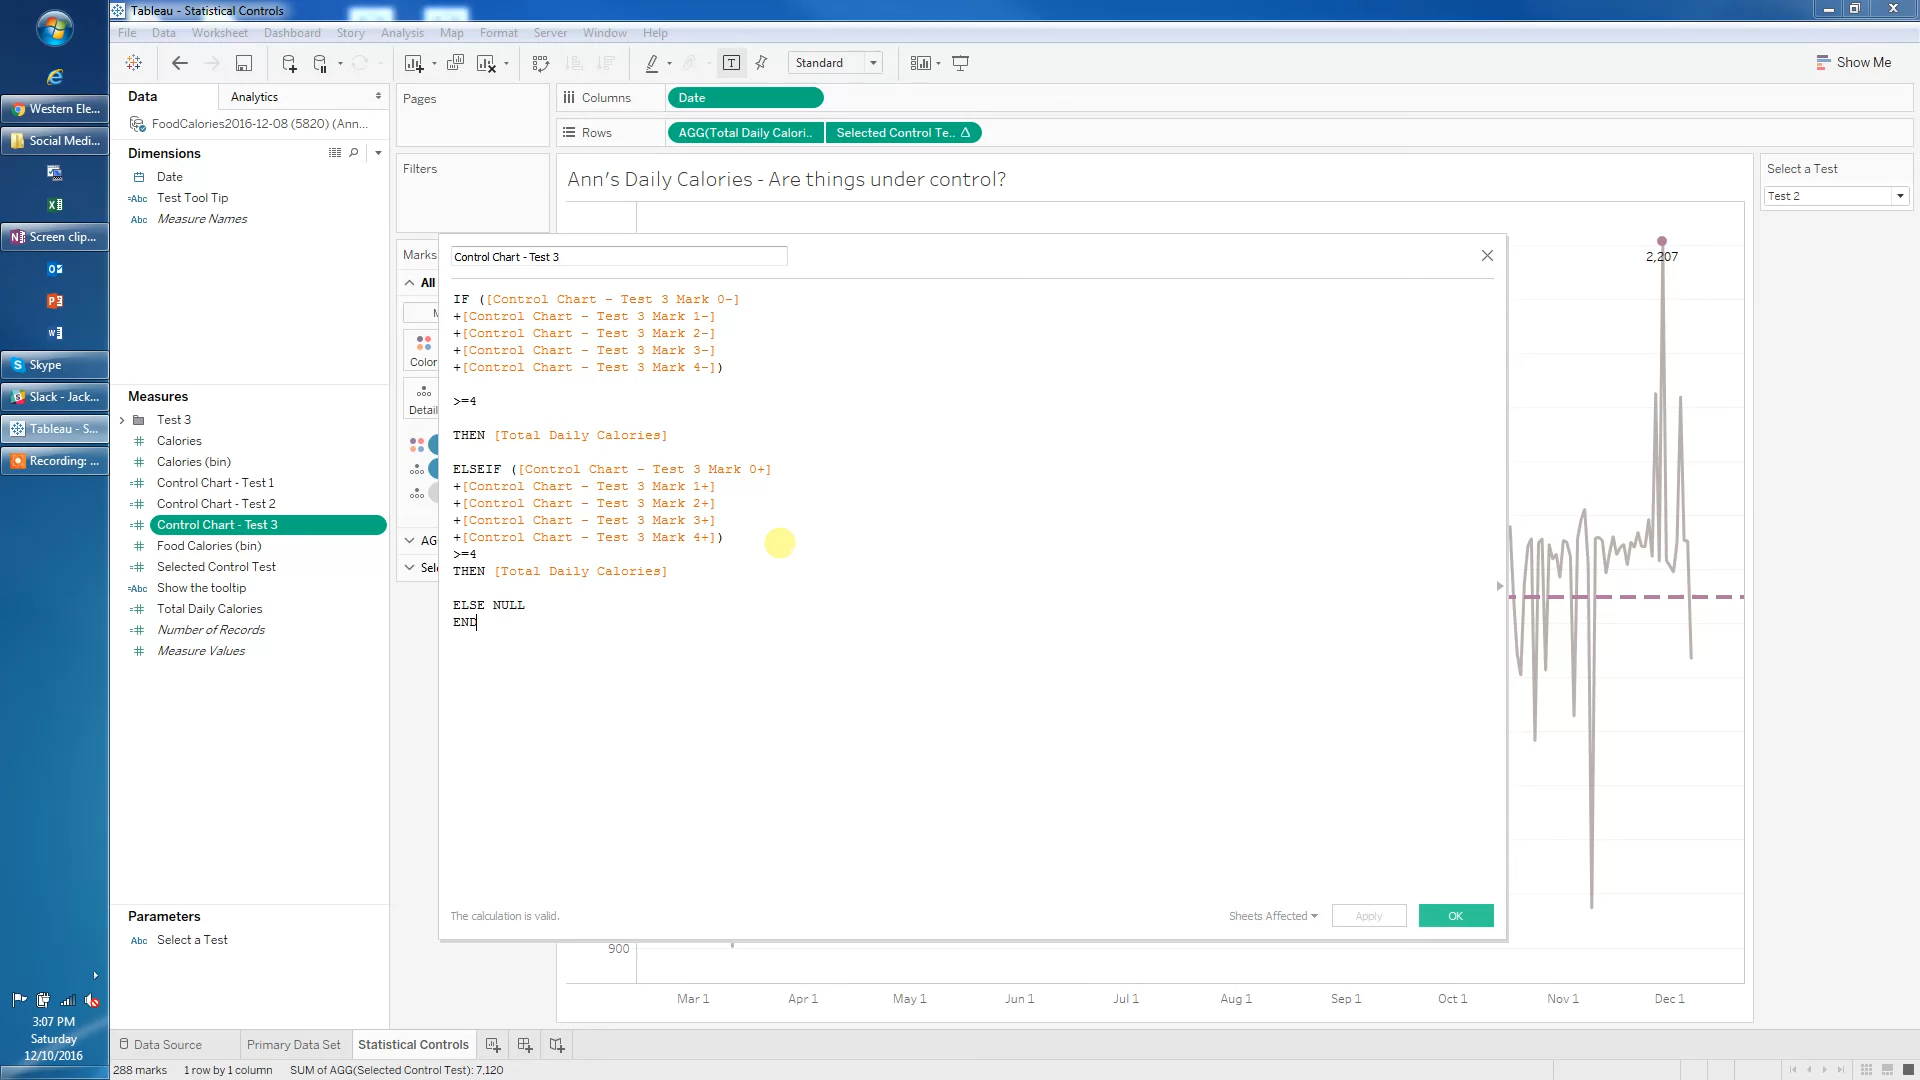 Tableau - Statistical Controls
File Data Worksheet Dashboard Story Analysis Map Format Server Window Help
Standard
Show Me
Western Ele...
Social Medi...
Screen clip...
Skype
Slack - Jack...
Tableau - S...
Recording: ...
3:07 PM
Saturday
12/10/2016
Data
Analytics
FoodCalories2016-12-08 (5820) (Ann...
Dimensions
Date
=Abc Test Tool Tip
Abc Measure Names
Measures
Test 3
Calories
Calories (bin)
Control Chart - Test 1
Control Chart - Test 2
Control Chart - Test 3
Food Calories (bin)
Selected Control Test
=Abc Show the tooltip
Total Daily Calories
Number of Records
Measure Values
Parameters
Abc Select a Test
Pages
Filters
Marks
All
Color
Detail
AG
Sel
Columns
Date
Rows
AGG(Total Daily Calori..
Selected Control Te.. Δ
Ann's Daily Calories - Are things under control?
Select a Test
Test 2
2,207
Control Chart - Test 3
IF ([Control Chart - Test 3 Mark 0-]
+[Control Chart - Test 3 Mark 1-]
+[Control Chart - Test 3 Mark 2-]
+[Control Chart - Test 3 Mark 3-]
+[Control Chart - Test 3 Mark 4-])
>=4
THEN [Total Daily Calories]
ELSEIF ([Control Chart - Test 3 Mark 0+]
+[Control Chart - Test 3 Mark 1+]
+[Control Chart - Test 3 Mark 2+]
+[Control Chart - Test 3 Mark 3+]
+[Control Chart - Test 3 Mark 4+])
>=4
THEN [Total Daily Calories]
ELSE NULL
END
The calculation is valid.
Sheets Affected
Apply
OK
900
Mar 1 Apr 1 May 1 Jun 1 Jul 1 Aug 1 Sep 1 Oct 1 Nov 1 Dec 1
Data Source Primary Data Set Statistical Controls
288 marks 1 row by 1 column SUM of AGG(Selected Control Test): 7,120